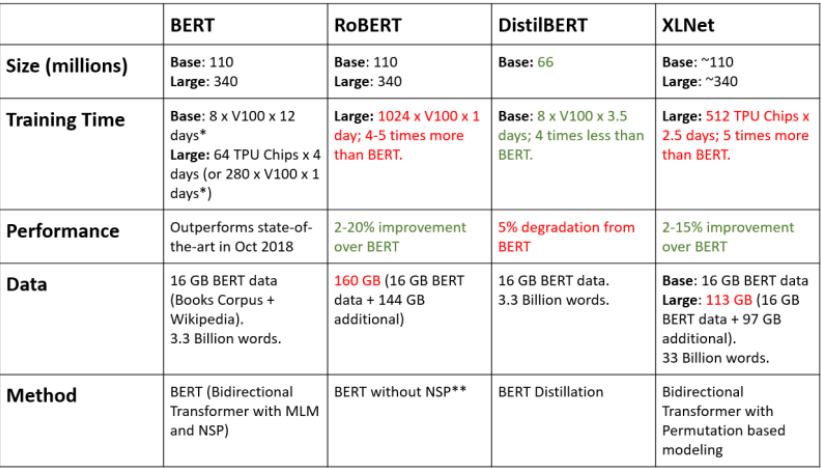 BERT
RoBERT
DistilBERT
XLNet
Size (millions)
Base: 110
Large: 340
Base: 110
Large: 340
Base: 66
Base: ~110
Large: ~340
Training Time
Base: 8 x V100 x 12
days*
Large: 64 TPU Chips x 4
days (or 280 x V100 x 1
days*)
Large: 1024 x V100 x 1
day; 4-5 times more
than BERT.
Base: 8 x V100 x 3.5
days; 4 times less than
BERT.
Large: 512 TPU Chips x
2.5 days; 5 times more
than BERT.
Performance
Outperforms state-of-
the-art in Oct 2018
2-20% improvement
over BERT
5% degradation from
BERT
2-15% improvement
over BERT
Data
16 GB BERT data
(Books Corpus +
Wikipedia).
3.3 Billion words.
160 GB (16 GB BERT
data + 144 GB
additional)
16 GB BERT data.
3.3 Billion words.
Base: 16 GB BERT data
Large: 113 GB (16 GB
BERT data + 97 GB
additional).
33 Billion words.
Method
BERT (Bidirectional
Transformer with MLM
and NSP)
BERT without NSP**
BERT Distillation
Bidirectional
Transformer with
Permutation based
modeling